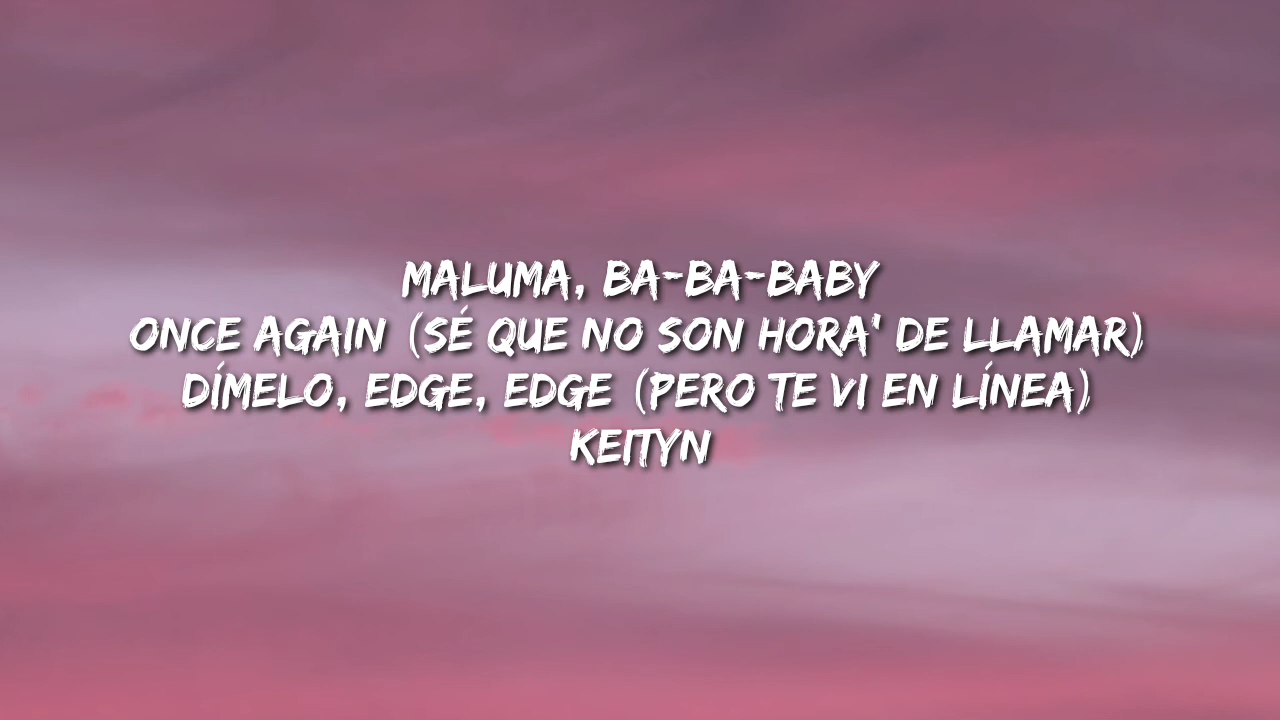 MALUMA, BA-BA-BABY
ONCE AGAIN (SÉ QUE NO SON HORA' DE LLAMAR)
DÍMELO, EDGE, EDGE (PERO TE VI EN LÍNEA)
KEITYN